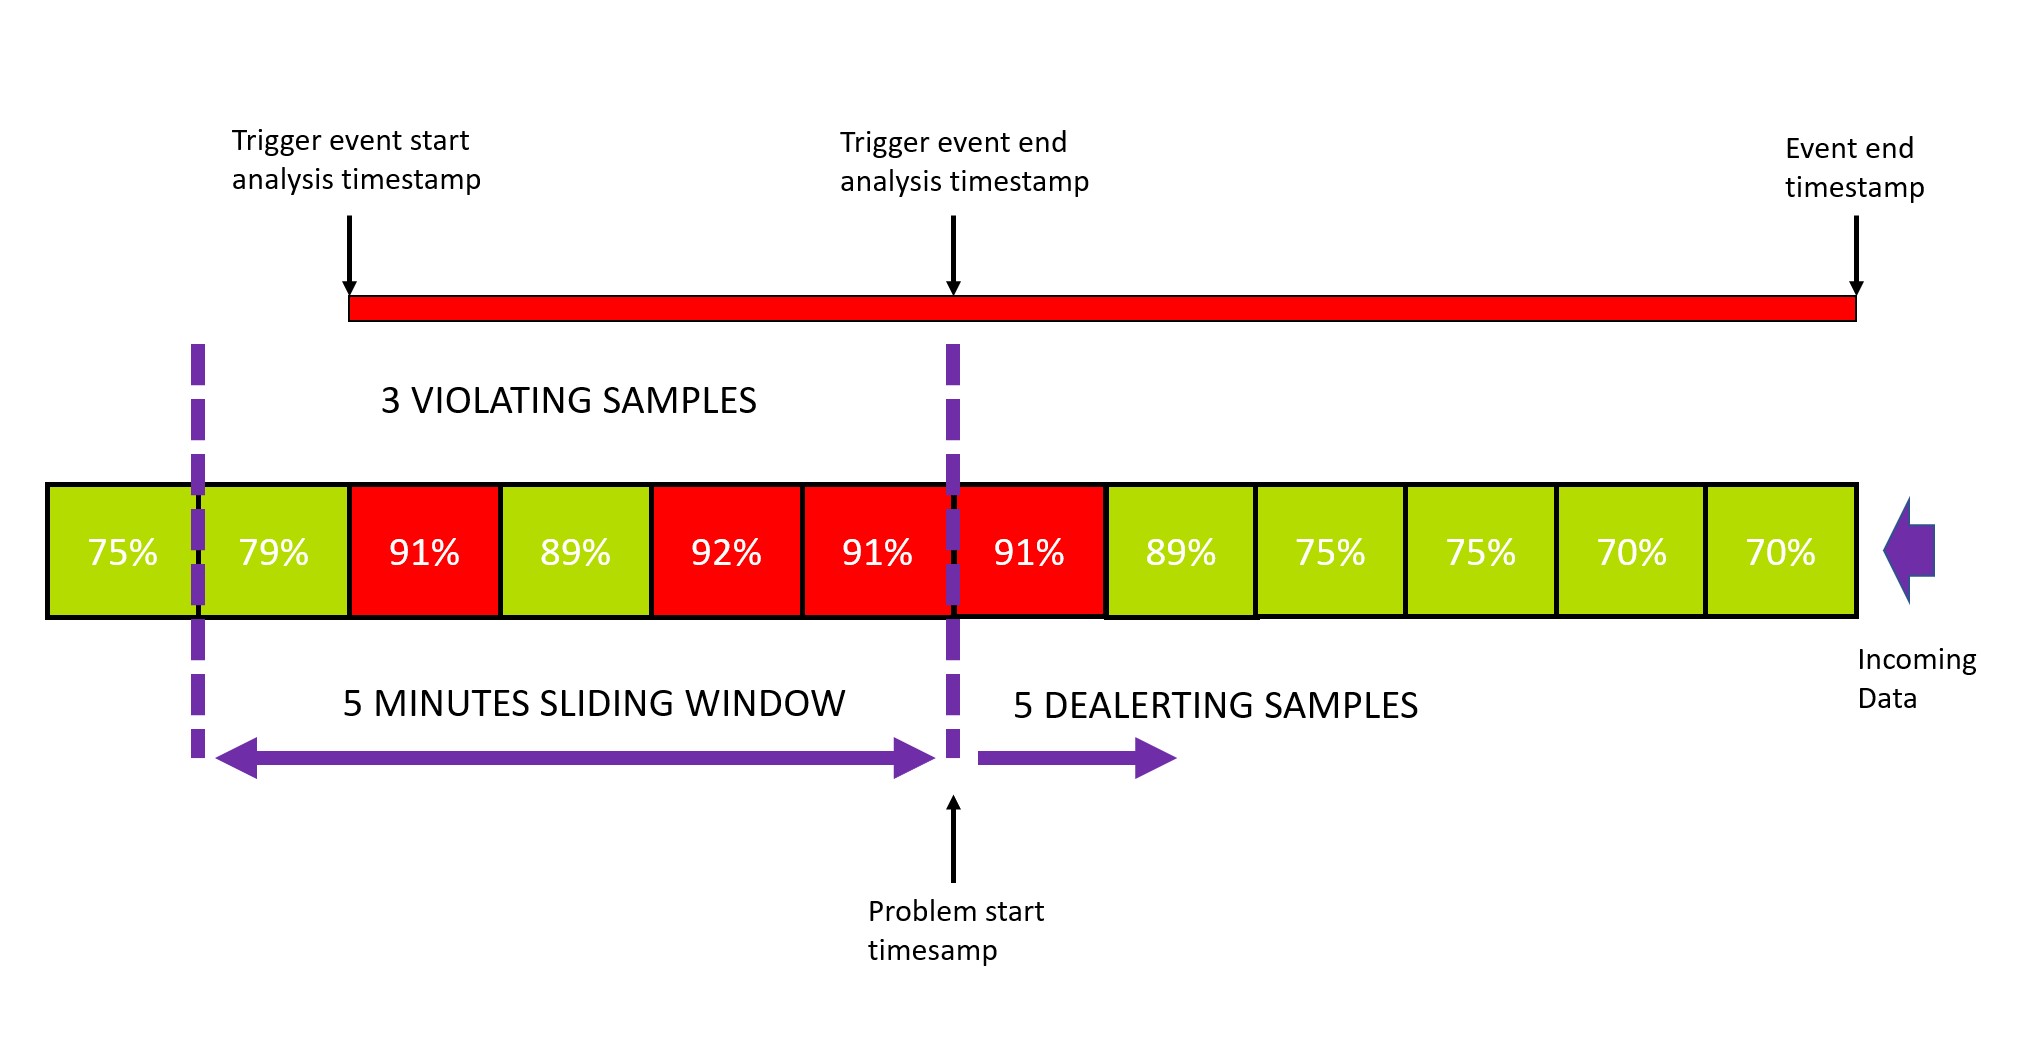 Trigger event start
analysis timestamp
Trigger event end
analysis timestamp
Event end
timestamp
3 VIOLATING SAMPLES
75% 79% 91% 89% 92% 91% 91% 89% 75% 75% 70% 70%
Incoming
Data
5 MINUTES SLIDING WINDOW
5 DEALERTING SAMPLES
Problem start
timesamp